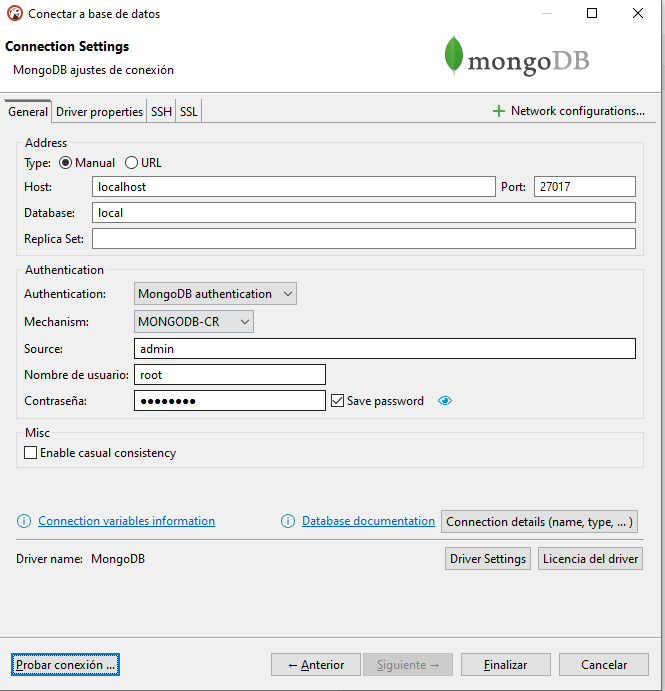 Conectar a base de datos
Connection Settings
MongoDB ajustes de conexión
mongoDB
General Driver properties SSH SSL Network configurations...
Address
Type: Manual URL
Host: localhost Port: 27017
Database: local
Replica Set:
Authentication
Authentication: MongoDB authentication
Mechanism: MONGODB-CR
Source: admin
Nombre de usuario: root
Contraseña: •••••••• Save password
Misc
Enable casual consistency
Connection variables information Database documentation Connection details (name, type, ... )
Driver name: MongoDB Driver Settings Licencia del driver
Probar conexión ... ← Anterior Siguiente → Finalizar Cancelar